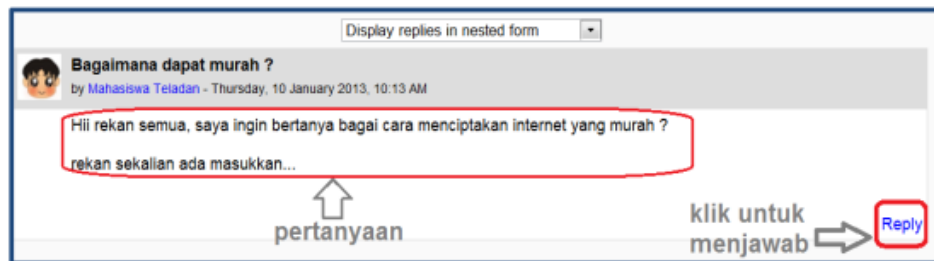 Display replies in nested form
Bagaimana dapat murah ?
by Mahasiswa Teladan - Thursday, 10 January 2013, 10:13 AM
Hii rekan semua, saya ingin bertanya bagai cara menciptakan internet yang murah ?
rekan sekalian ada masukkan...
pertanyaan
klik untuk
menjawab
Reply